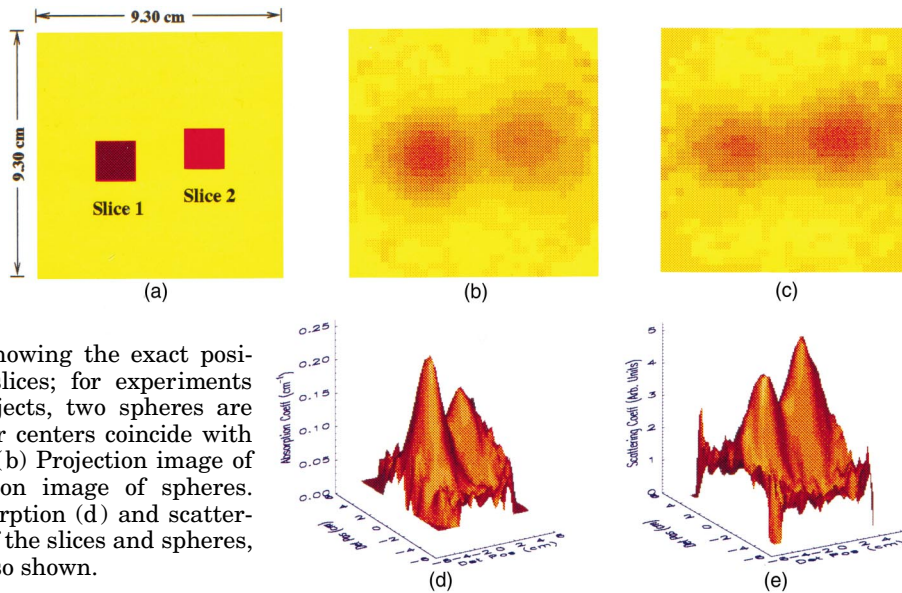 9.30 cm
9.30 cm
Slice 1
Slice 2
(a)
(b)
(c)
howing the exact posi-
slices; for experiments
jects, two spheres are
r centers coincide with
(b) Projection image of
on image of spheres.
rption (d) and scatter-
f the slices and spheres,
so shown.
Absorption Coeff (cm⁻¹)
0.25
0.20
0.15
0.10
0.05
0.00
Det Pos (cm)
(d)
Scattering Coeff (Arb. Units)
5
4
3
2
1
0
Det Pos (cm)
(e)